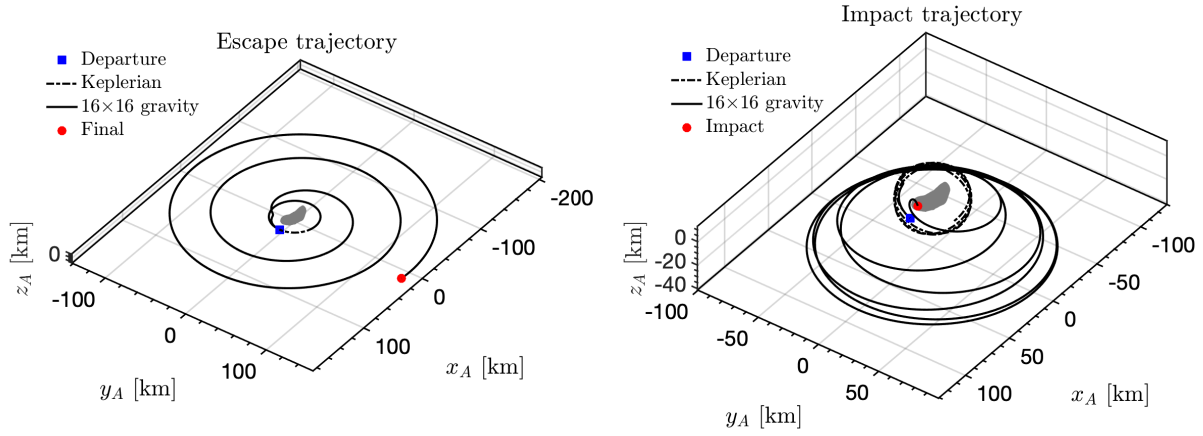 Escape trajectory
Departure
Keplerian
16×16 gravity
Final
0
z_A [km]
-100
0
100
y_A [km]
-200
-100
0
100
x_A [km]
Impact trajectory
Departure
Keplerian
16×16 gravity
Impact
0
-20
-40
z_A [km]
-100
-50
0
50
y_A [km]
-100
-50
0
50
100
x_A [km]